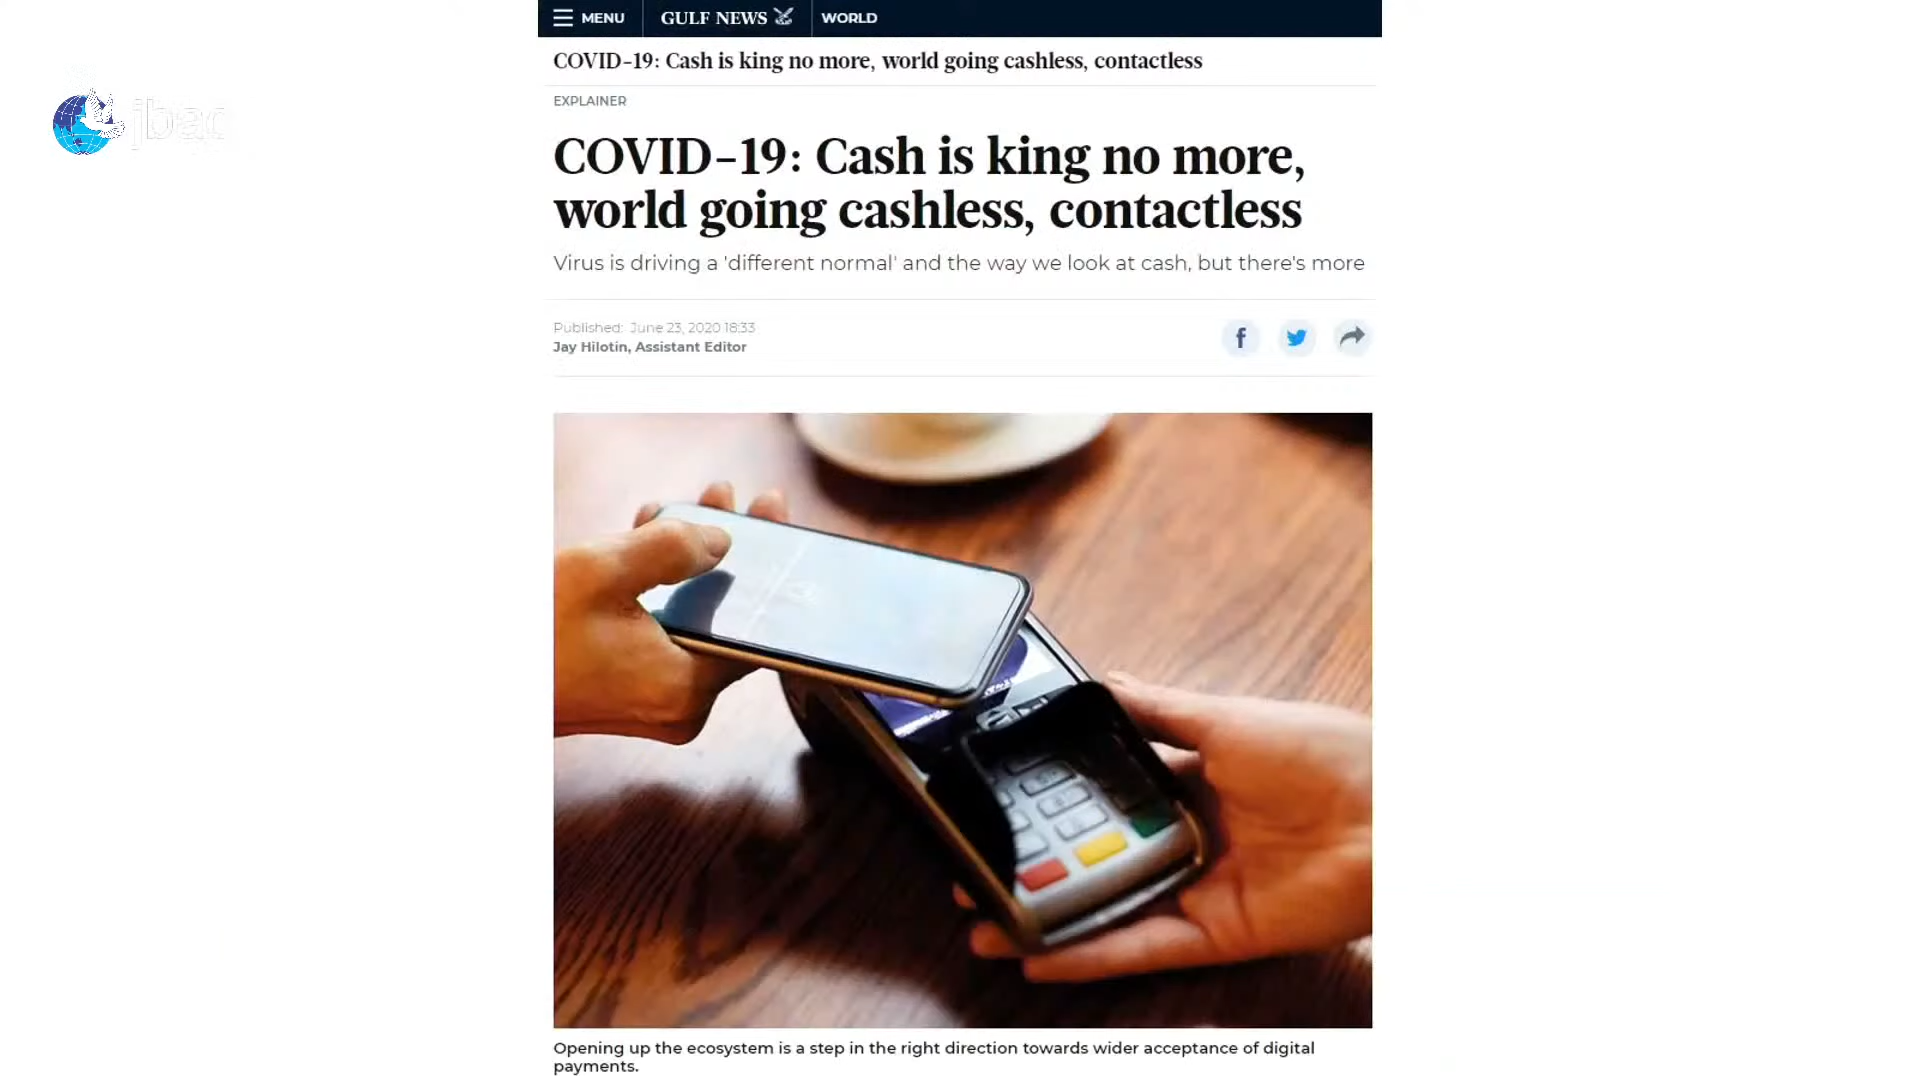 MENU
GULF NEWS
WORLD
COVID-19: Cash is king no more, world going cashless, contactless
EXPLAINER
COVID-19: Cash is king no more,
world going cashless, contactless
Virus is driving a 'different normal' and the way we look at cash, but there's more
Published: June 23, 2020 18:33
Jay Hilotin, Assistant Editor
Opening up the ecosystem is a step in the right direction towards wider acceptance of digital
payments.